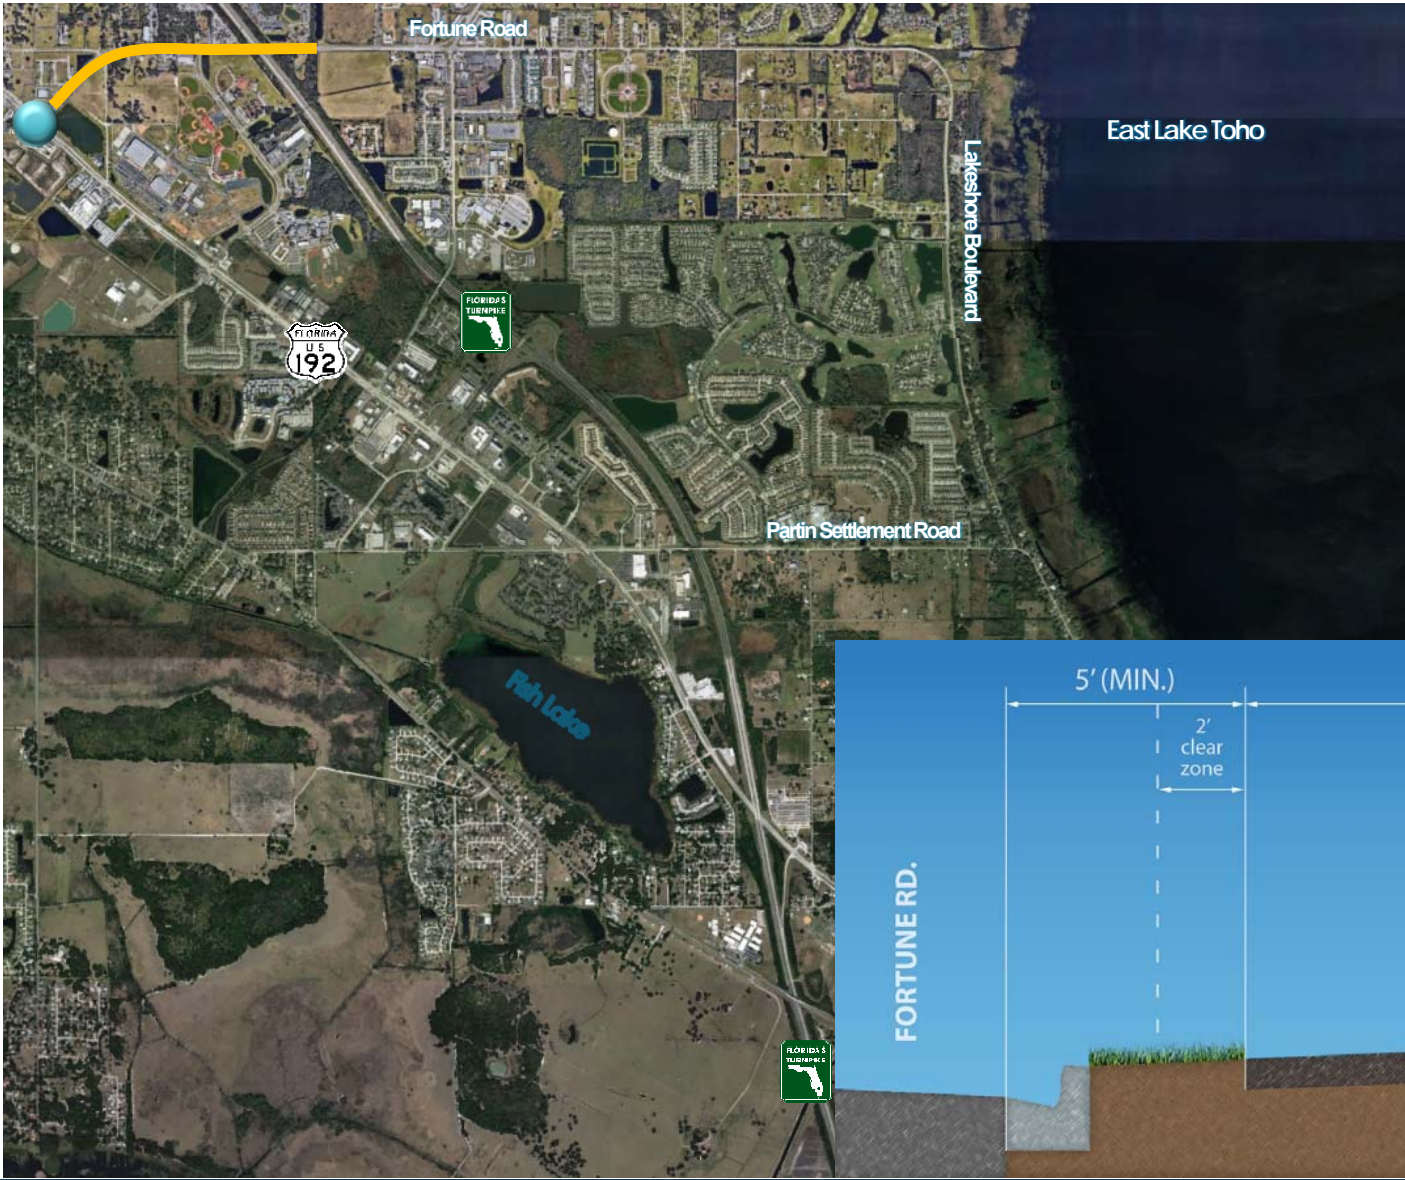 Fortune Road
East Lake Toho
Lakeshore Boulevard
FLORIDA'S
TURNPIKE
FLORIDA
US
192
Partin Settlement Road
Fish Lake
5' (MIN.)
2'
clear
zone
FORTUNE RD.
FLORIDA'S
TURNPIKE